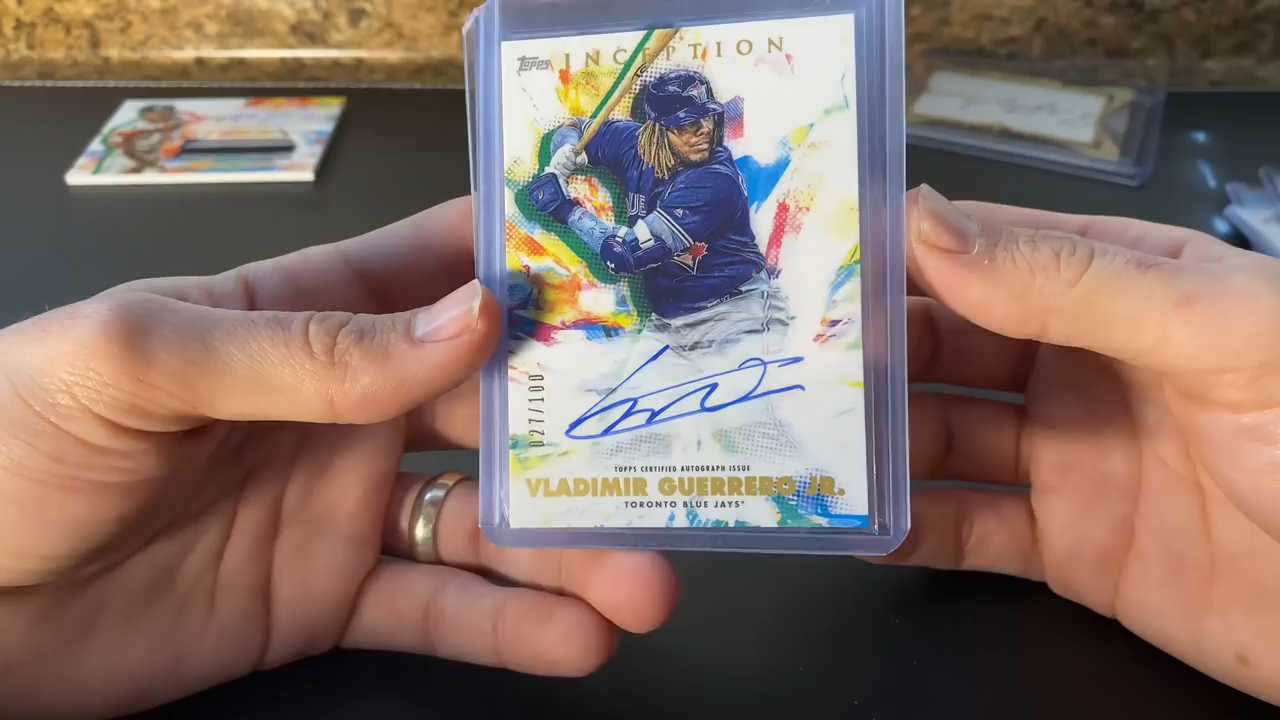 Topps INCEPTION
027/100
TOPPS CERTIFIED AUTOGRAPH ISSUE
VLADIMIR GUERRERO JR.
TORONTO BLUE JAYS